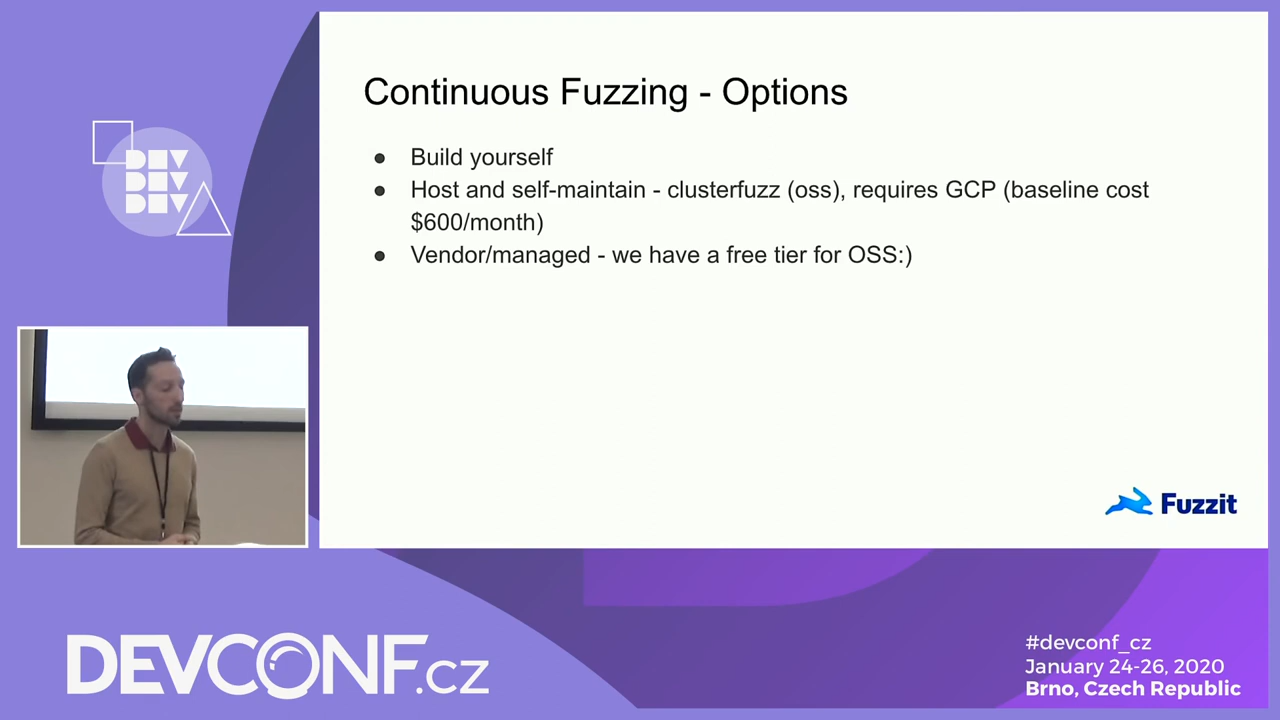 Continuous Fuzzing - Options
● Build yourself
● Host and self-maintain - clusterfuzz (oss), requires GCP (baseline cost
$600/month)
● Vendor/managed - we have a free tier for OSS:)
Fuzzit
DEV
DEV
DEV
DEVCONF.cz
#devconf_cz
January 24-26, 2020
Brno, Czech Republic